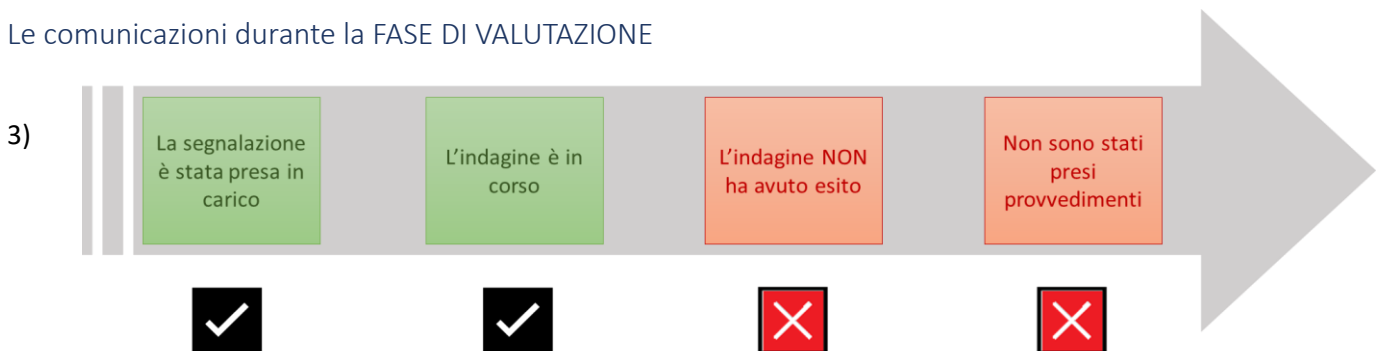 Le comunicazioni durante la FASE DI VALUTAZIONE
3)
La segnalazione
è stata presa in
carico
L'indagine è in
corso
L'indagine NON
ha avuto esito
Non sono stati
presi
provvedimenti